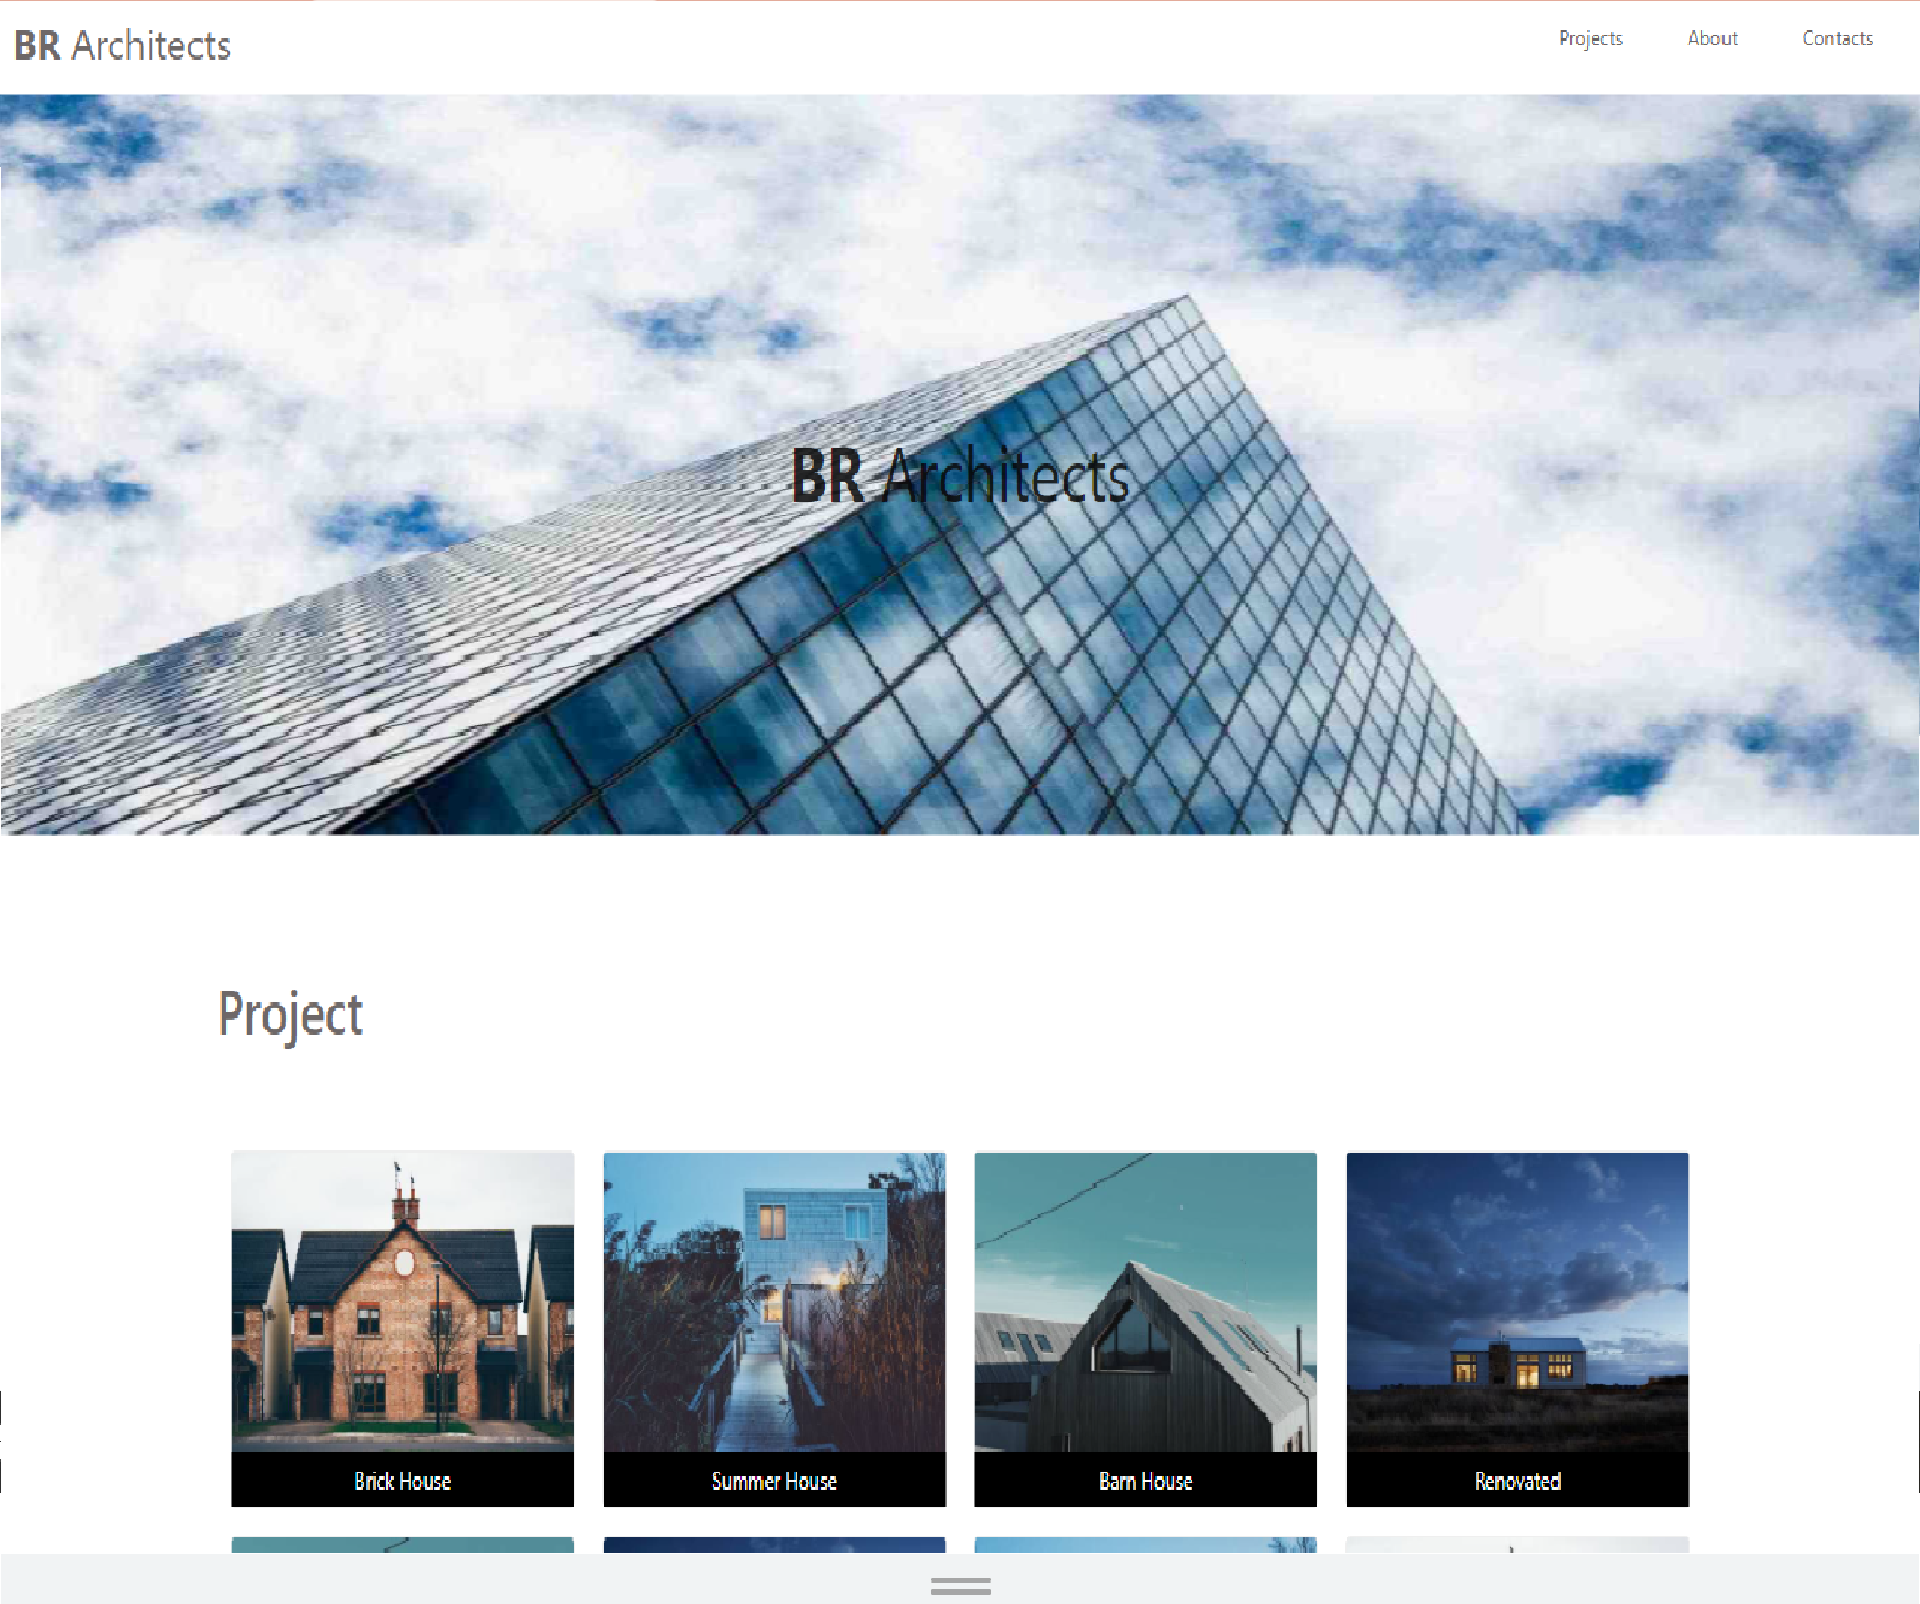 BR Architects
Projects About Contacts
BR Architects
Project
Brick House
Summer House
Barn House
Renovated